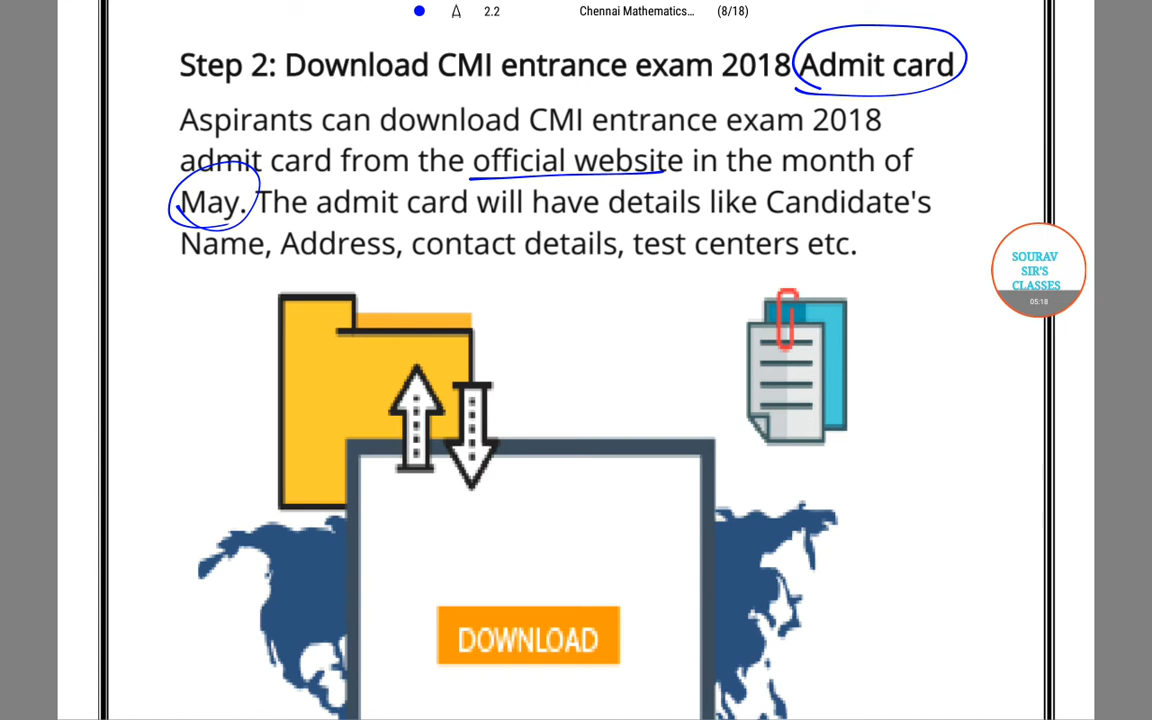 2.2 Chennai Mathematics... (8/18)
Step 2: Download CMI entrance exam 2018 Admit card
Aspirants can download CMI entrance exam 2018
admit card from the official website in the month of
May. The admit card will have details like Candidate's
Name, Address, contact details, test centers etc.
SOURAV
SIR'S
CLASSES
05:18
DOWNLOAD